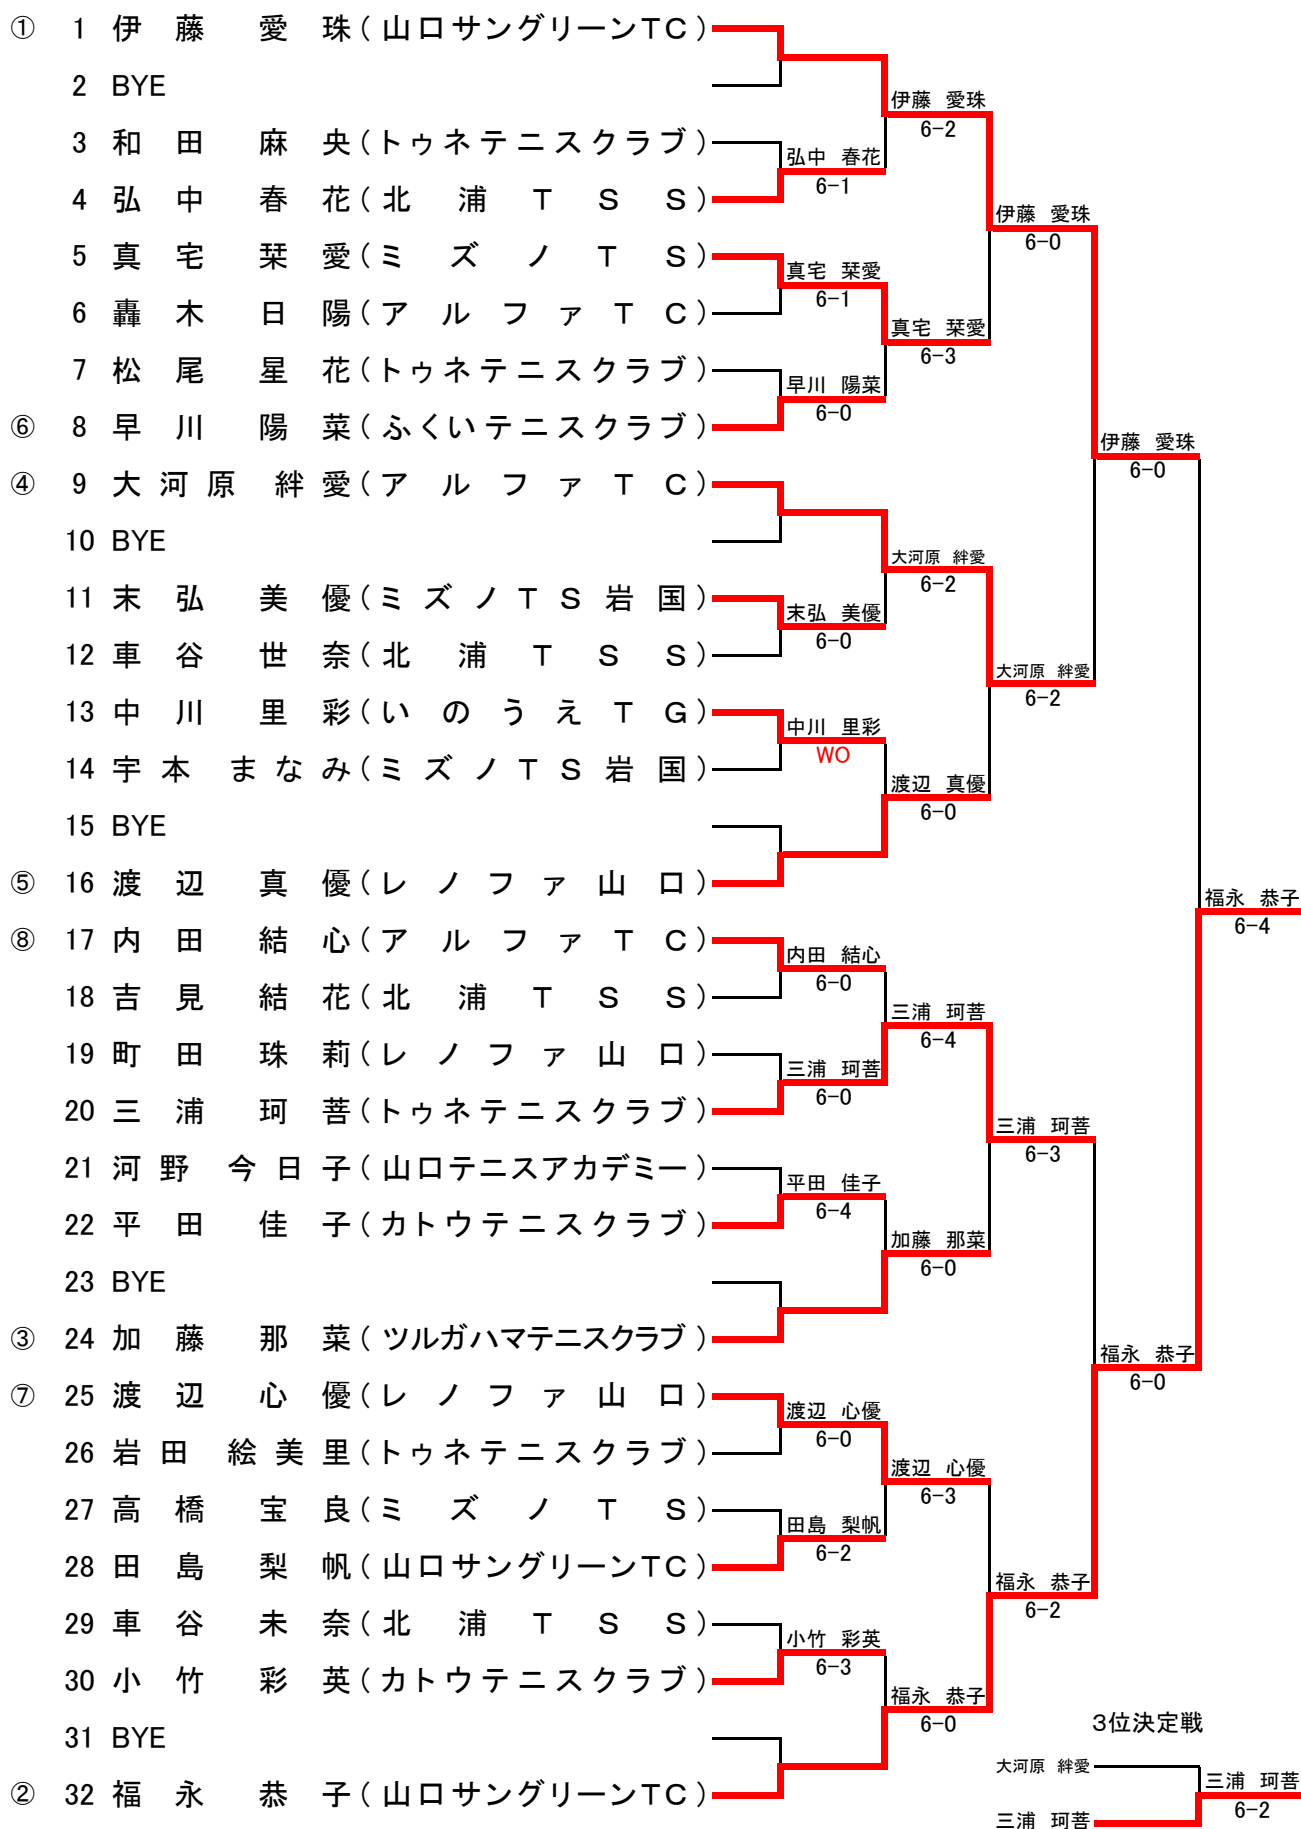 ① 1 伊藤 愛珠(山口サングリーンTC)
2 BYE
3 和田 麻央(トゥネテニスクラブ)
4 弘中 春花(北浦TSS)
5 真宅 栞愛(ミズノTS)
6 轟木 日陽(アルファTC)
7 松尾 星花(トゥネテニスクラブ)
⑥ 8 早川 陽菜(ふくいテニスクラブ)
④ 9 大河原 絆愛(アルファTC)
10 BYE
11 末弘 美優(ミズノTS岩国)
12 車谷 世奈(北浦TSS)
13 中川 里彩(いのうえTG)
14 宇本 まなみ(ミズノTS岩国)
15 BYE
⑤ 16 渡辺 真優(レノファ山口)
⑧ 17 内田 結心(アルファTC)
18 吉見 結花(北浦TSS)
19 町田 珠莉(レノファ山口)
20 三浦 珂菩(トゥネテニスクラブ)
21 河野 今日子(山口テニスアカデミー)
22 平田 佳子(カトウテニスクラブ)
23 BYE
③ 24 加藤 那菜(ツルガハマテニスクラブ)
⑦ 25 渡辺 心優(レノファ山口)
26 岩田 絵美里(トゥネテニスクラブ)
27 高橋 宝良(ミズノTS)
28 田島 梨帆(山口サングリーンTC)
29 車谷 未奈(北浦TSS)
30 小竹 彩英(カトウテニスクラブ)
31 BYE
② 32 福永 恭子(山口サングリーンTC)
弘中 春花
6-1
真宅 栞愛
6-1
早川 陽菜
6-0
末弘 美優
6-0
中川 里彩
WO
内田 結心
6-0
三浦 珂菩
6-0
平田 佳子
6-4
渡辺 心優
6-0
田島 梨帆
6-2
小竹 彩英
6-3
伊藤 愛珠
6-2
真宅 栞愛
6-3
大河原 絆愛
6-2
渡辺 真優
6-0
三浦 珂菩
6-4
加藤 那菜
6-0
渡辺 心優
6-3
福永 恭子
6-0
伊藤 愛珠
6-0
大河原 絆愛
6-2
三浦 珂菩
6-3
福永 恭子
6-2
伊藤 愛珠
6-0
福永 恭子
6-0
福永 恭子
6-4
3位決定戦
大河原 絆愛
三浦 珂菩
三浦 珂菩
6-2